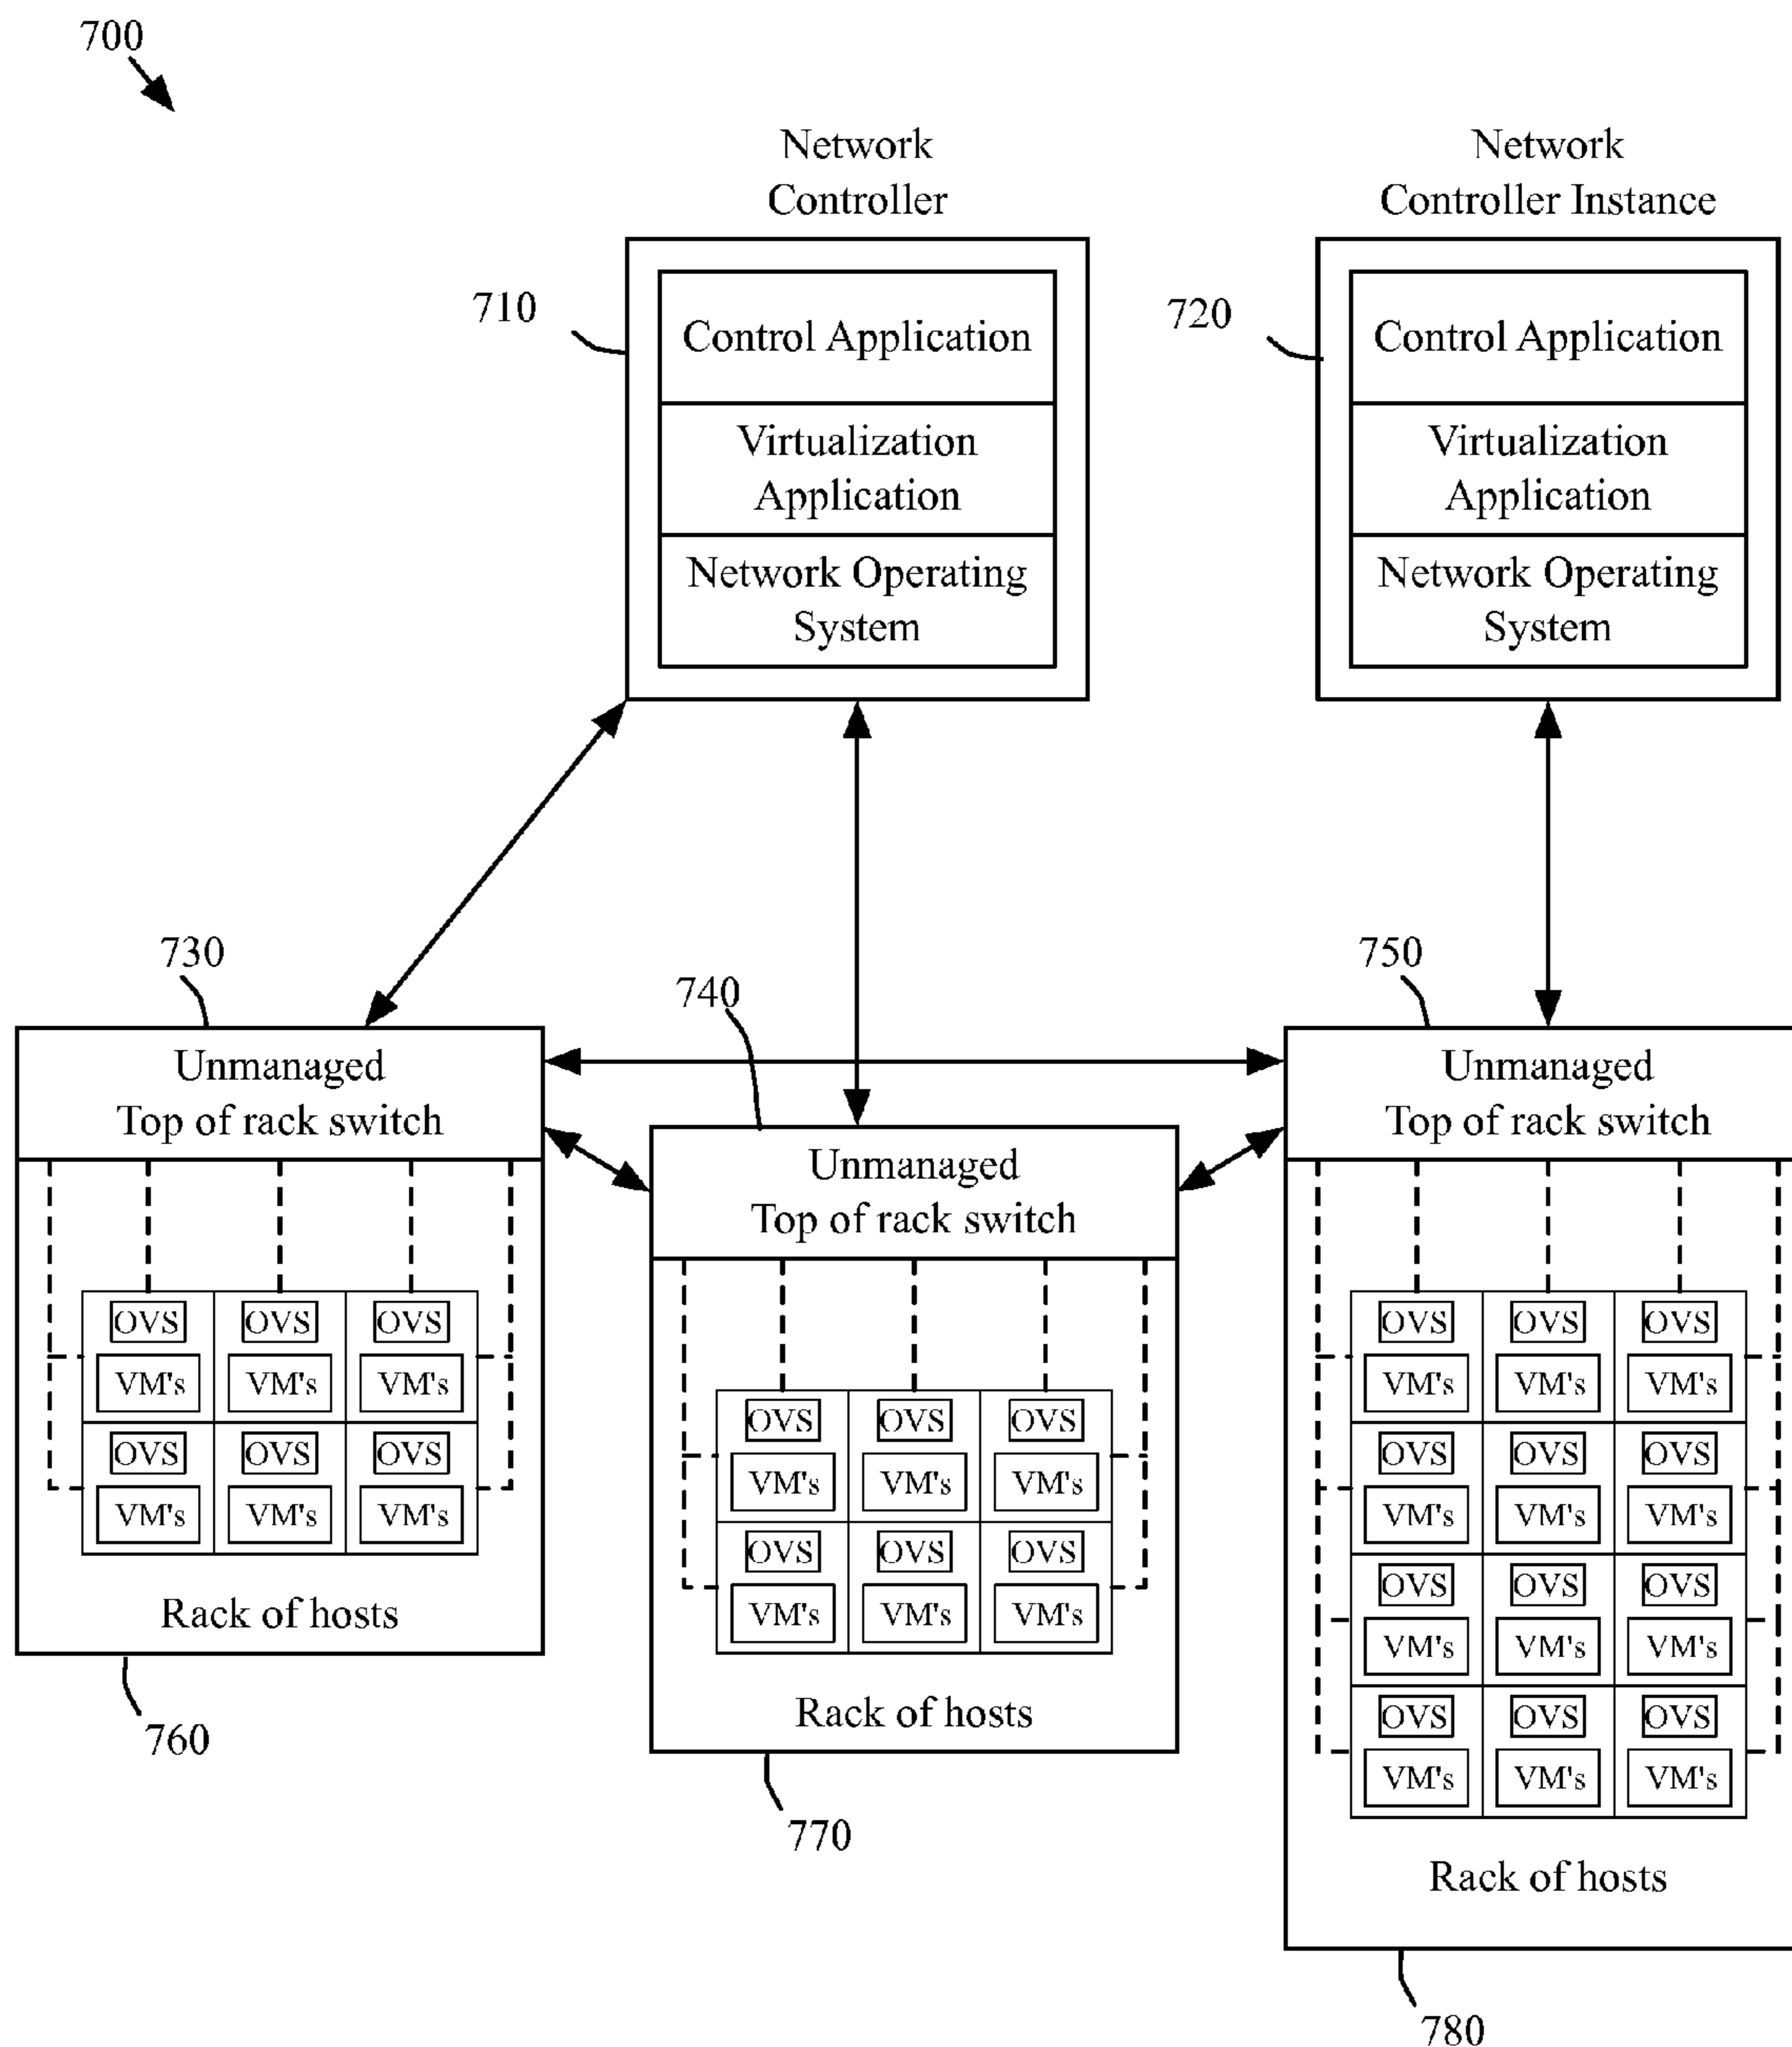 700
Network
Controller
Network
Controller Instance
710
Control Application
Virtualization
Application
Network Operating
System
720
Control Application
Virtualization
Application
Network Operating
System
730
740
750
Unmanaged
Top of rack switch
Unmanaged
Top of rack switch
Unmanaged
Top of rack switch
OVS OVS OVS
VM's VM's VM's
OVS OVS OVS
VM's VM's VM's
Rack of hosts
760
OVS OVS OVS
VM's VM's VM's
OVS OVS OVS
VM's VM's VM's
Rack of hosts
770
OVS OVS OVS
VM's VM's VM's
OVS OVS OVS
VM's VM's VM's
OVS OVS OVS
VM's VM's VM's
OVS OVS OVS
VM's VM's VM's
Rack of hosts
780